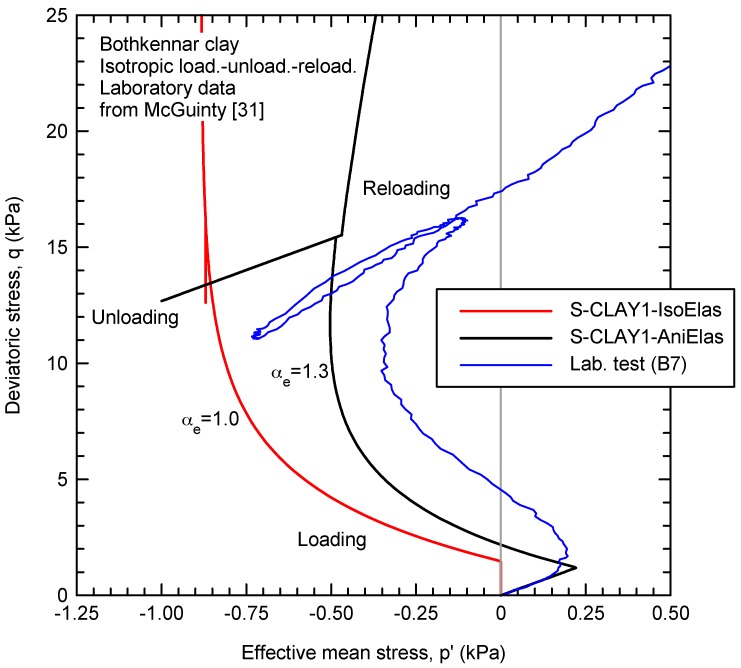 25
20
15
10
5
0
Deviatoric stress, q (kPa)
Bothkennar clay
Isotropic load.-unload.-reload.
Laboratory data
from McGuinty [31]
Reloading
Unloading
αe=1.3
αe=1.0
Loading
S-CLAY1-IsoElas
S-CLAY1-AniElas
Lab. test (B7)
-1.25 -1.00 -0.75 -0.50 -0.25 0 0.25 0.50
Effective mean stress, p' (kPa)